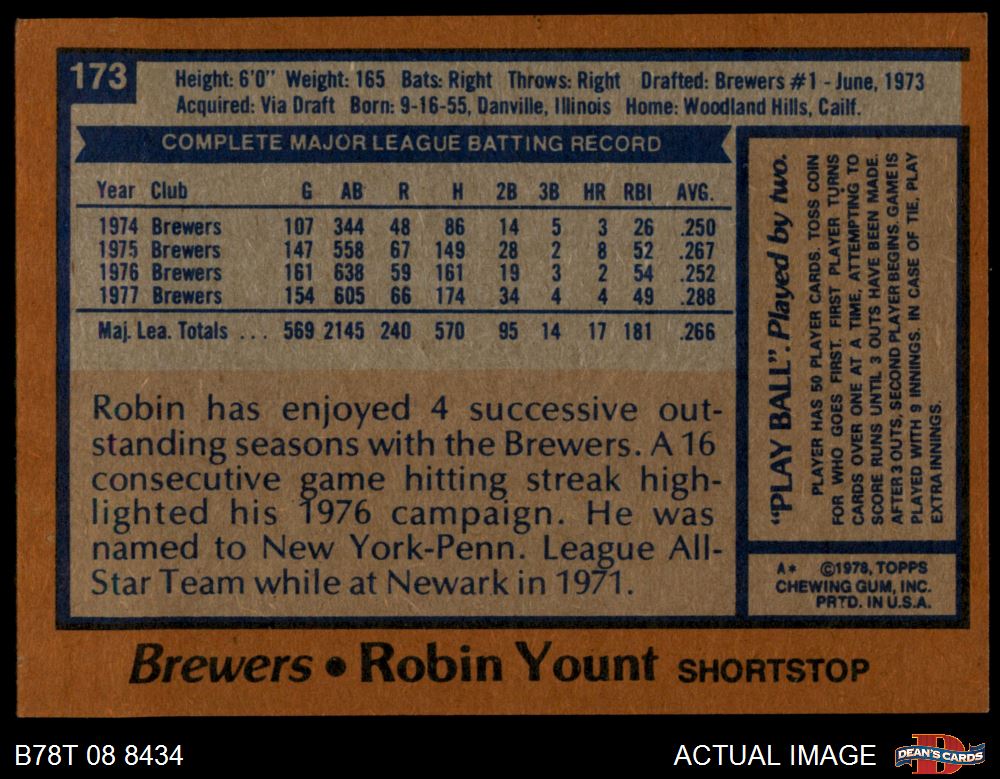 173
Height: 6'0" Weight: 165 Bats: Right Throws: Right Drafted: Brewers #1 - June, 1973
Acquired: Via Draft Born: 9-16-55, Danville, Illinois Home: Woodland Hills, Cailf.
COMPLETE MAJOR LEAGUE BATTING RECORD
Year Club G AB R H 2B 3B HR RBI AVG.
1974 Brewers 107 344 48 86 14 5 3 26 .250
1975 Brewers 147 558 67 149 28 2 8 52 .267
1976 Brewers 161 638 59 161 19 3 2 54 .252
1977 Brewers 154 605 66 174 34 4 4 49 .288
Maj. Lea. Totals ... 569 2145 240 570 95 14 17 181 .266
Robin has enjoyed 4 successive out-
standing seasons with the Brewers. A 16
consecutive game hitting streak high-
lighted his 1976 campaign. He was
named to New York-Penn. League All-
Star Team while at Newark in 1971.
"PLAY BALL". Played by two.
PLAYER HAS 50 PLAYER CARDS. TOSS COIN
FOR WHO GOES FIRST. FIRST PLAYER TURNS
CARDS OVER ONE AT A TIME, ATTEMPTING TO
SCORE RUNS UNTIL 3 OUTS HAVE BEEN MADE.
AFTER 3 OUTS, SECOND PLAYER BEGINS. GAME IS
PLAYED WITH 9 INNINGS. IN CASE OF TIE, PLAY
EXTRA INNINGS.
A* ©1978, TOPPS
CHEWING GUM, INC.
PRTD. IN U.S.A.
Brewers • Robin Yount SHORTSTOP
B78T 08 8434
ACTUAL IMAGE
D
DEAN'S CARDS